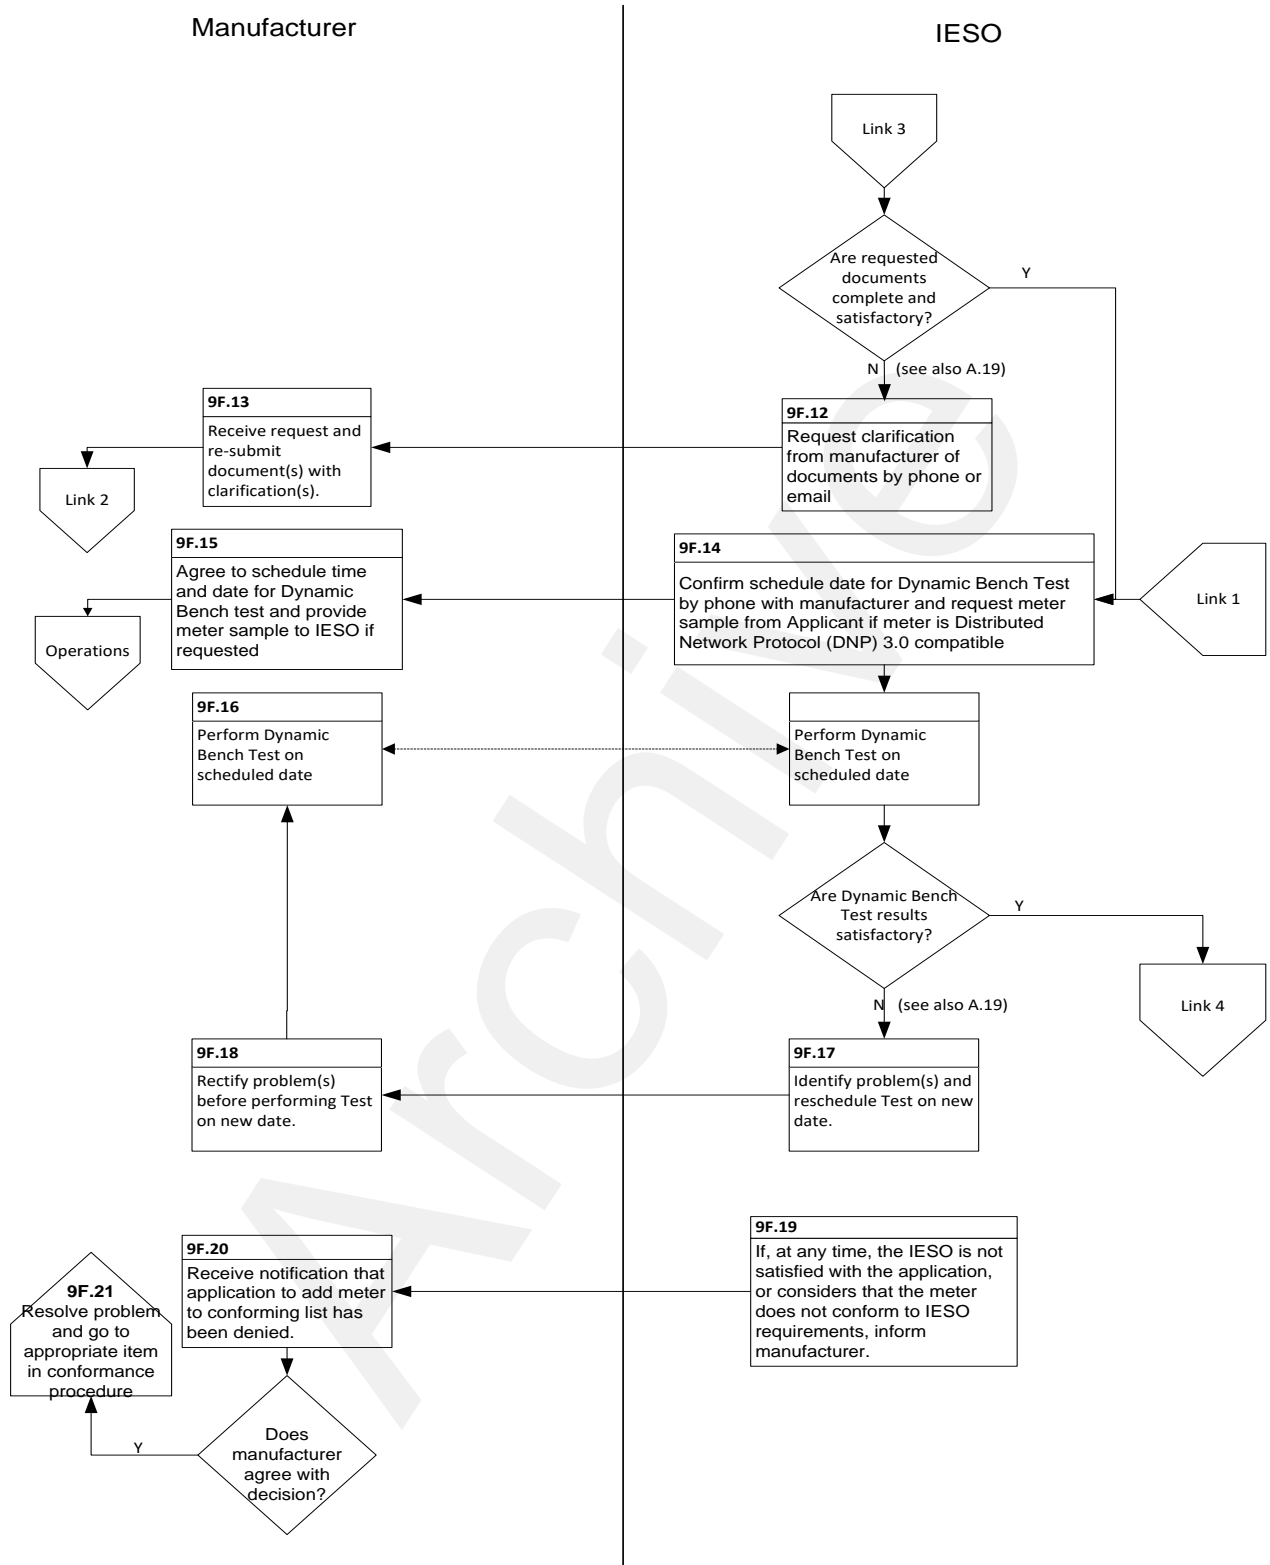 Manufacturer
IESO
Link 3
Are requested
documents
complete and
satisfactory?
Y
N (see also A.19)
9F.13
Receive request and
re-submit
document(s) with
clarification(s).
9F.12
Request clarification
from manufacturer of
documents by phone or
email
Link 2
9F.15
Agree to schedule time
and date for Dynamic
Bench test and provide
meter sample to IESO if
requested
9F.14
Confirm schedule date for Dynamic Bench Test
by phone with manufacturer and request meter
sample from Applicant if meter is Distributed
Network Protocol (DNP) 3.0 compatible
Link 1
Operations
9F.16
Perform Dynamic
Bench Test on
scheduled date
Perform Dynamic
Bench Test on
scheduled date
Are Dynamic Bench
Test results
satisfactory?
Y
N (see also A.19)
Link 4
9F.18
Rectify problem(s)
before performing Test
on new date.
9F.17
Identify problem(s) and
reschedule Test on new
date.
9F.19
If, at any time, the IESO is not
satisfied with the application,
or considers that the meter
does not conform to IESO
requirements, inform
manufacturer.
9F.20
Receive notification that
application to add meter
to conforming list has
been denied.
9F.21
Resolve problem
and go to
appropriate item
in conformance
procedure
Does
manufacturer
agree with
decision?
Y
Archive